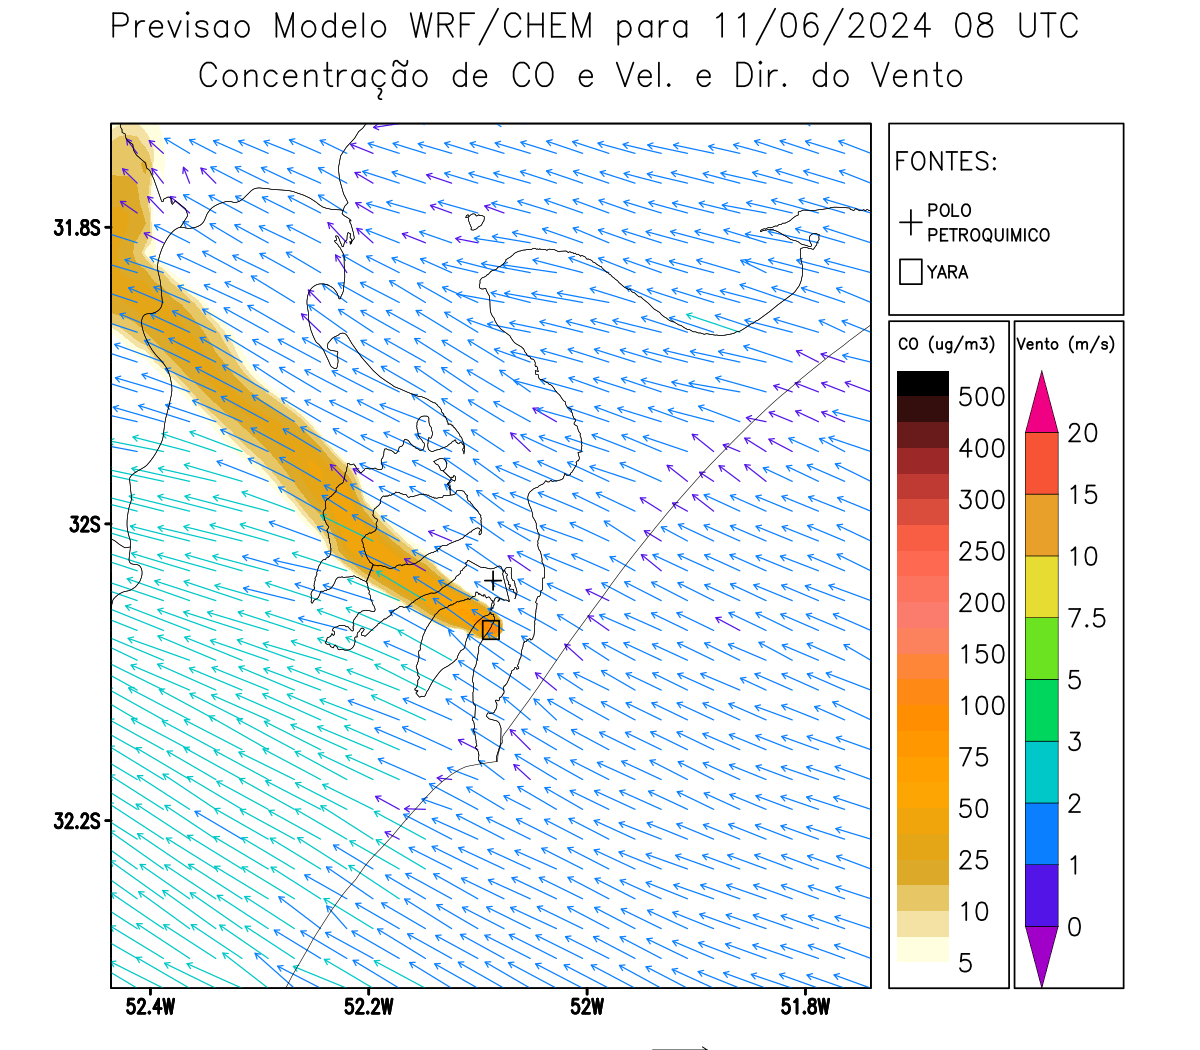 Previsao Modelo WRF/CHEM para 11/06/2024 08 UTC
Concentração de CO e Vel. e Dir. do Vento
FONTES:
POLO
PETROQUIMICO
YARA
31.8S
32S
32.2S
52.4W
52.2W
52W
51.8W
CO (ug/m3)
500
400
300
250
200
150
100
75
50
25
10
5
Vento (m/s)
20
15
10
7.5
5
3
2
1
0